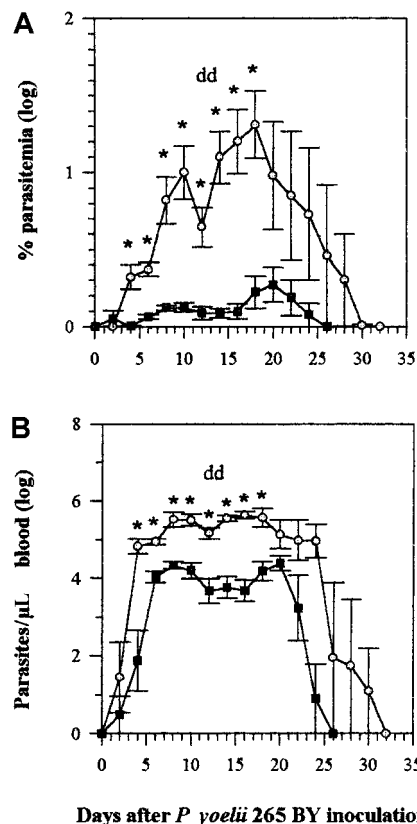 A
2
dd
* * * * * * * *
1
% parasitemia (log)
0
0 5 10 15 20 25 30 35
B
8
dd
* * * * * * * *
6
4
2
Parasites/µL blood (log)
0
0 5 10 15 20 25 30 35
Days after P. yoelii 265 BY inoculatio